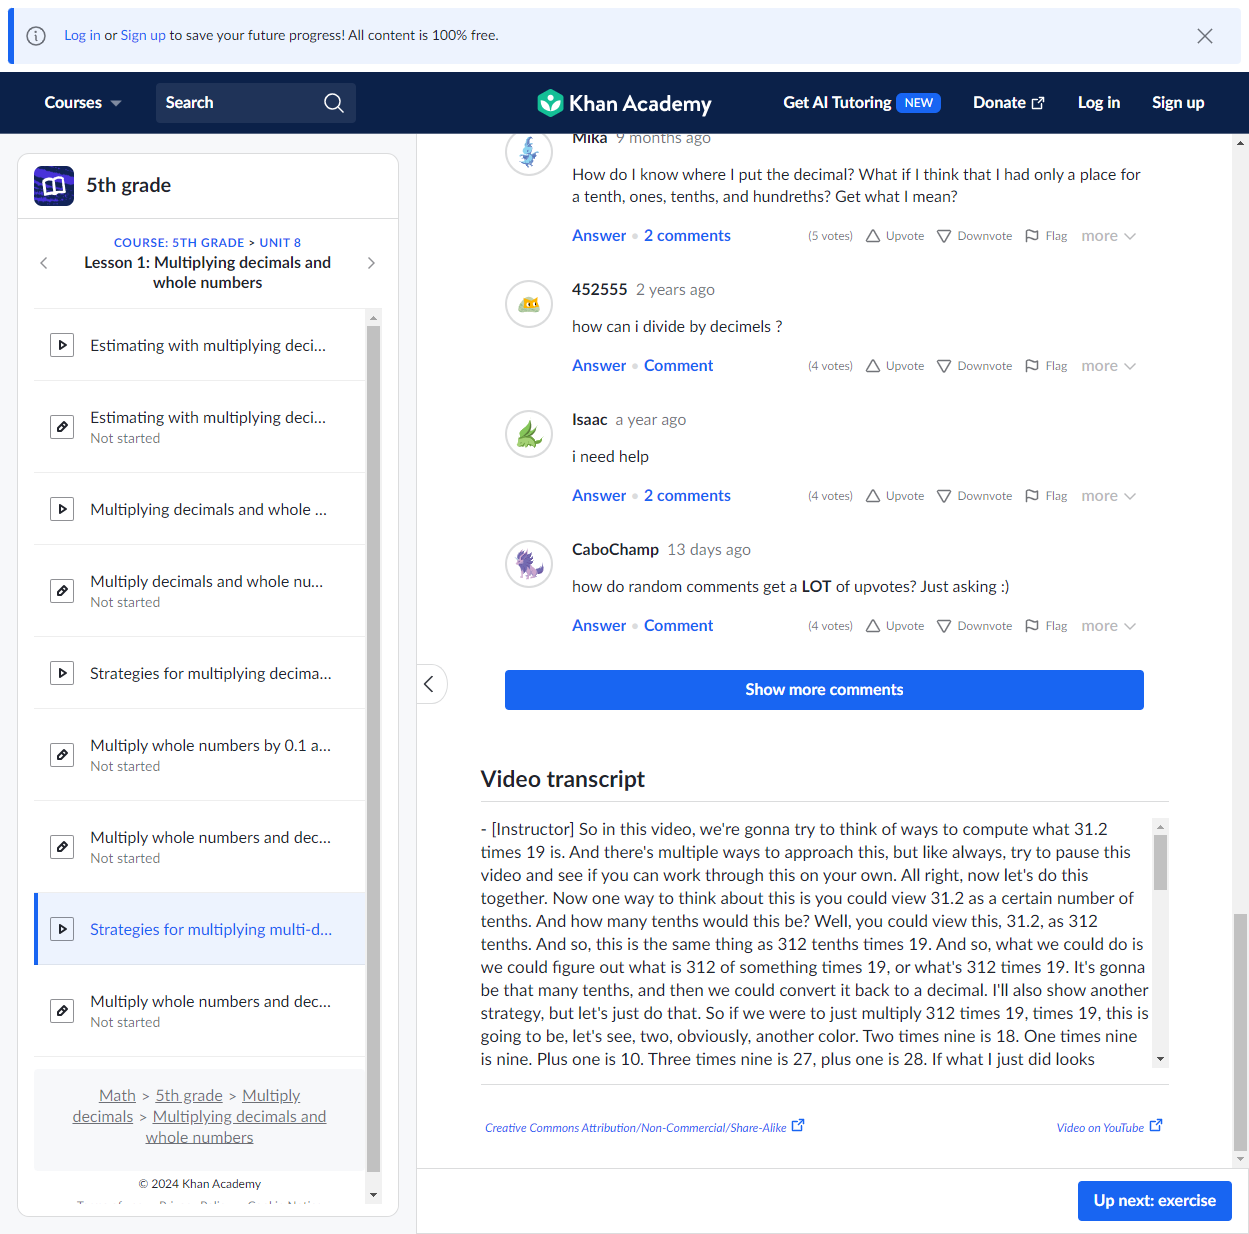 Log in or Sign up to save your future progress! All content is 100% free.
Courses
Search
Khan Academy
Get AI Tutoring NEW
Donate
Log in
Sign up
5th grade
COURSE: 5TH GRADE > UNIT 8
Lesson 1: Multiplying decimals and
whole numbers
Estimating with multiplying deci...
Estimating with multiplying deci...
Not started
Multiplying decimals and whole ...
Multiply decimals and whole nu...
Not started
Strategies for multiplying decima...
Multiply whole numbers by 0.1 a...
Not started
Multiply whole numbers and dec...
Not started
Strategies for multiplying multi-d...
Multiply whole numbers and dec...
Not started
Math > 5th grade > Multiply
decimals > Multiplying decimals and
whole numbers
© 2024 Khan Academy
Mika 9 months ago
How do I know where I put the decimal? What if I think that I had only a place for
a tenth, ones, tenths, and hundreths? Get what I mean?
Answer • 2 comments (5 votes) Upvote Downvote Flag more
452555 2 years ago
how can i divide by decimels ?
Answer • Comment (4 votes) Upvote Downvote Flag more
Isaac a year ago
i need help
Answer • 2 comments (4 votes) Upvote Downvote Flag more
CaboChamp 13 days ago
how do random comments get a LOT of upvotes? Just asking :)
Answer • Comment (4 votes) Upvote Downvote Flag more
Show more comments
Video transcript
- [Instructor] So in this video, we're gonna try to think of ways to compute what 31.2
times 19 is. And there's multiple ways to approach this, but like always, try to pause this
video and see if you can work through this on your own. All right, now let's do this
together. Now one way to think about this is you could view 31.2 as a certain number of
tenths. And how many tenths would this be? Well, you could view this, 31.2, as 312
tenths. And so, this is the same thing as 312 tenths times 19. And so, what we could do is
we could figure out what is 312 of something times 19, or what's 312 times 19. It's gonna
be that many tenths, and then we could convert it back to a decimal. I'll also show another
strategy, but let's just do that. So if we were to just multiply 312 times 19, times 19, this is
going to be, let's see, two, obviously, another color. Two times nine is 18. One times nine
is nine. Plus one is 10. Three times nine is 27, plus one is 28. If what I just did looks
Creative Commons Attribution/Non-Commercial/Share-Alike
Video on YouTube
Up next: exercise